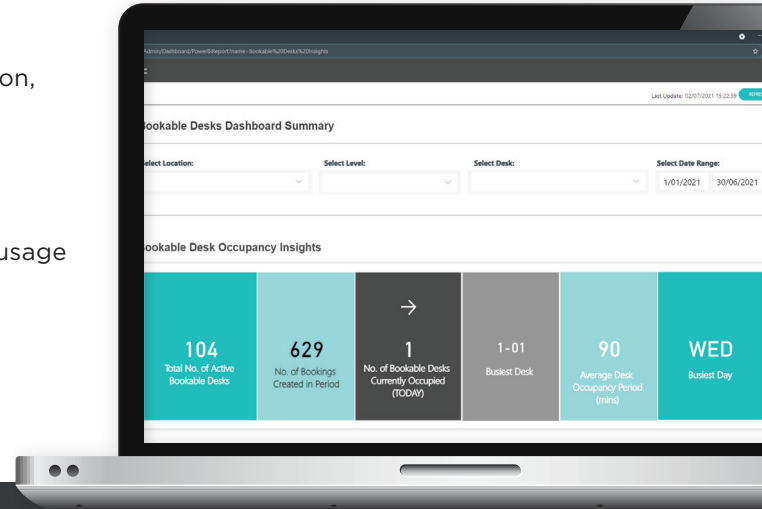 on,
usage
Admin/Dashboard/PowerBiReport?name=Bookable%20Desks%20Insights
Last Update: 02/07/2021 15:22:39
Bookable Desks Dashboard Summary
Select Location:
Select Level:
Select Desk:
Select Date Range:
1/01/2021 30/06/2021
Bookable Desk Occupancy Insights
104
Total No. of Active
Bookable Desks
629
No. of Bookings
Created in Period
→
1
No. of Bookable Desks
Currently Occupied
(TODAY)
1-01
Busiest Desk
90
Average Desk
Occupancy Period
(mins)
WED
Busiest Day